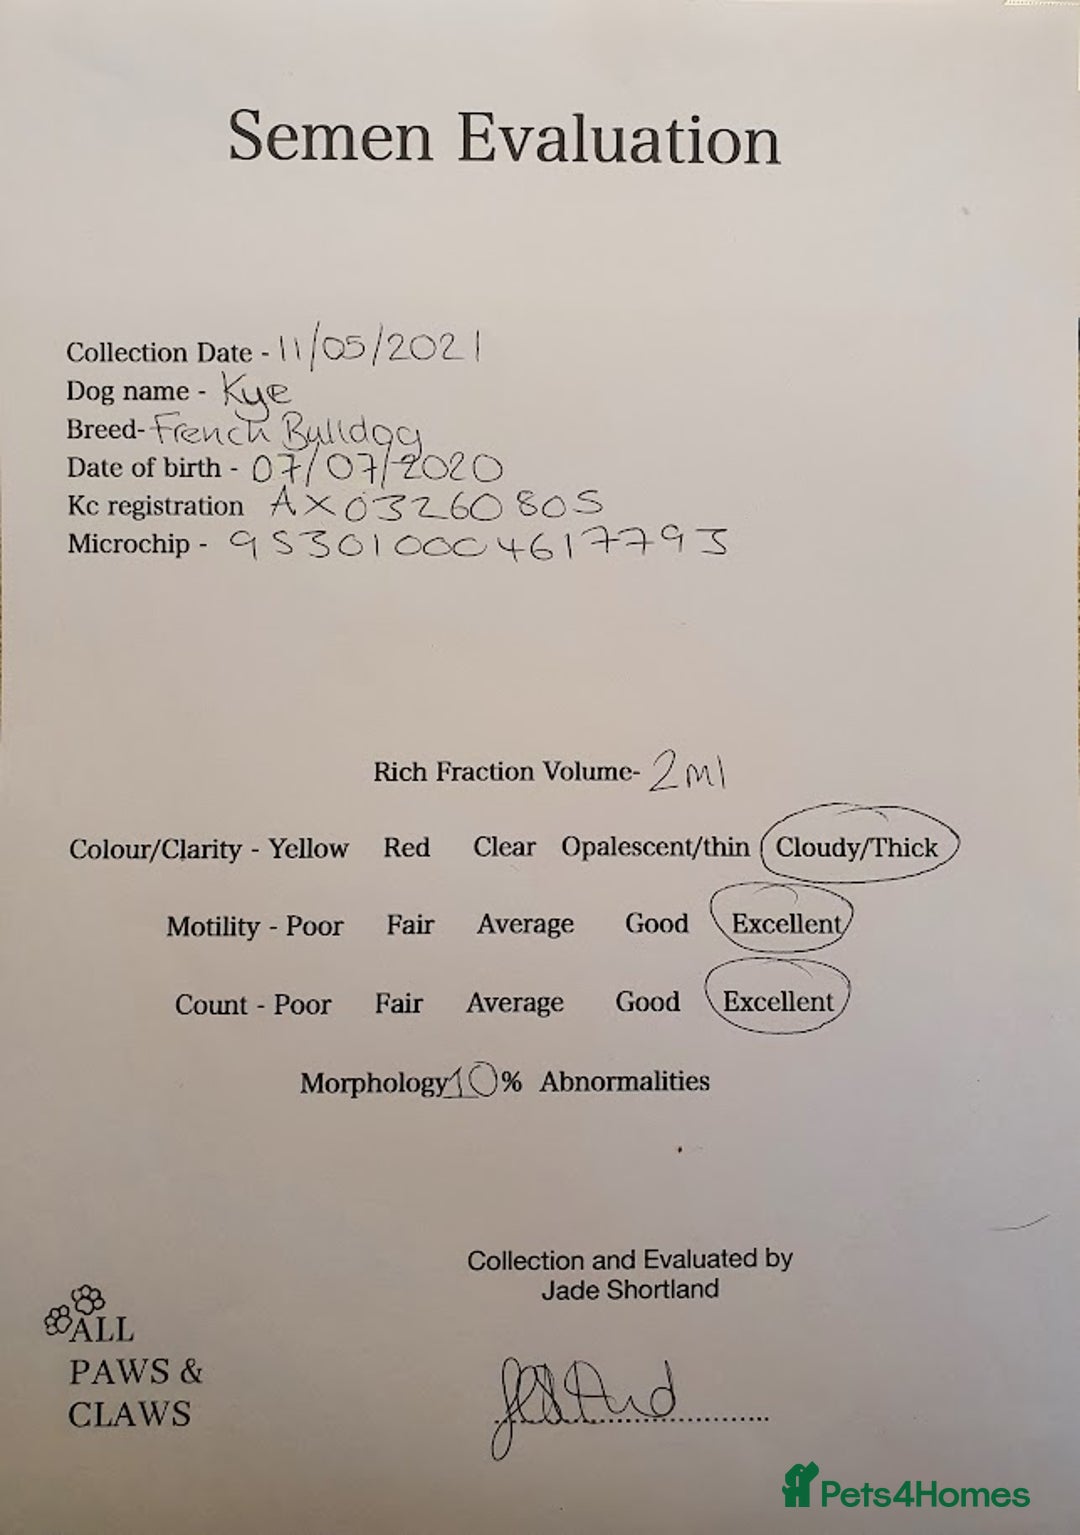 Semen Evaluation
Collection Date - 11/05/2021
Dog name - Kye
Breed- French Bulldog
Date of birth - 07/07/2020
Kc registration AX03260805
Microchip - 953010004617793
Rich Fraction Volume- 2ml
Colour/Clarity - Yellow Red Clear Opalescent/thin Cloudy/Thick
Motility - Poor Fair Average Good Excellent
Count - Poor Fair Average Good Excellent
Morphology 10% Abnormalities
Collection and Evaluated by
Jade Shortland
ALL
PAWS &
CLAWS
Pets4Homes